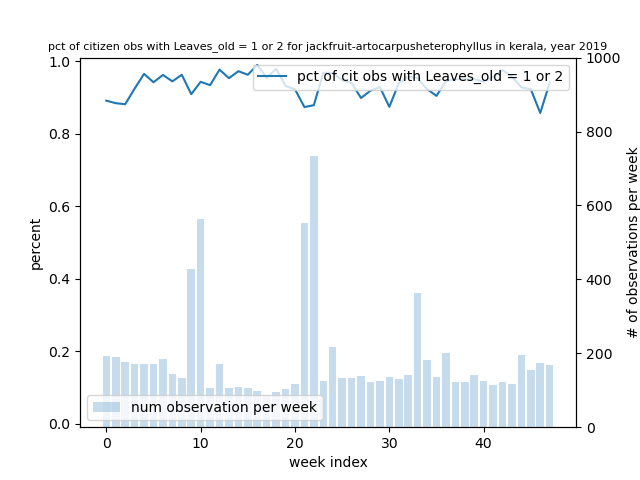 pct of citizen obs with Leaves_old = 1 or 2 for jackfruit-artocarpusheterophyllus in kerala, year 2019
pct of cit obs with Leaves_old = 1 or 2
1.0
0.8
0.6
0.4
0.2
0.0
percent
1000
800
600
400
200
0
# of observations per week
num observation per week
0
10
20
30
40
week index